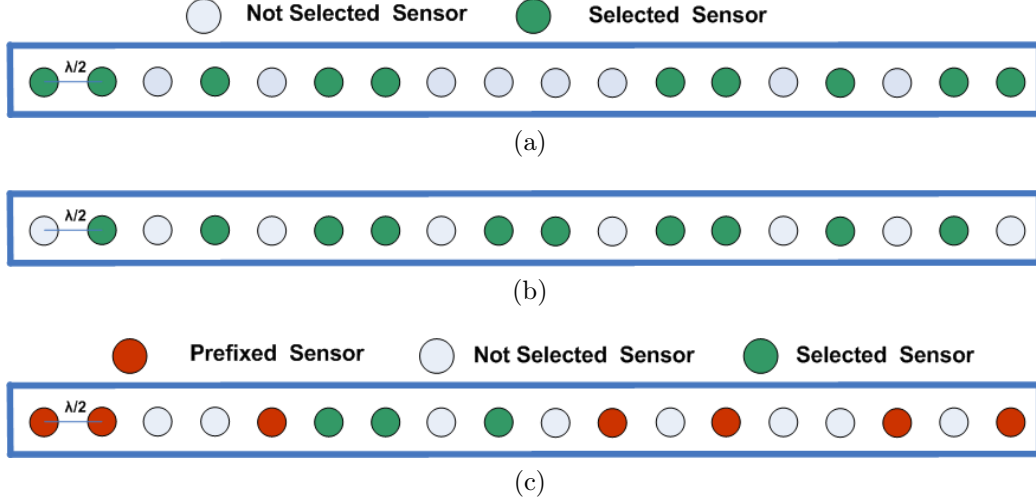 Not Selected Sensor Selected Sensor
λ/2
(a)
λ/2
(b)
Prefixed Sensor Not Selected Sensor Selected Sensor
λ/2
(c)